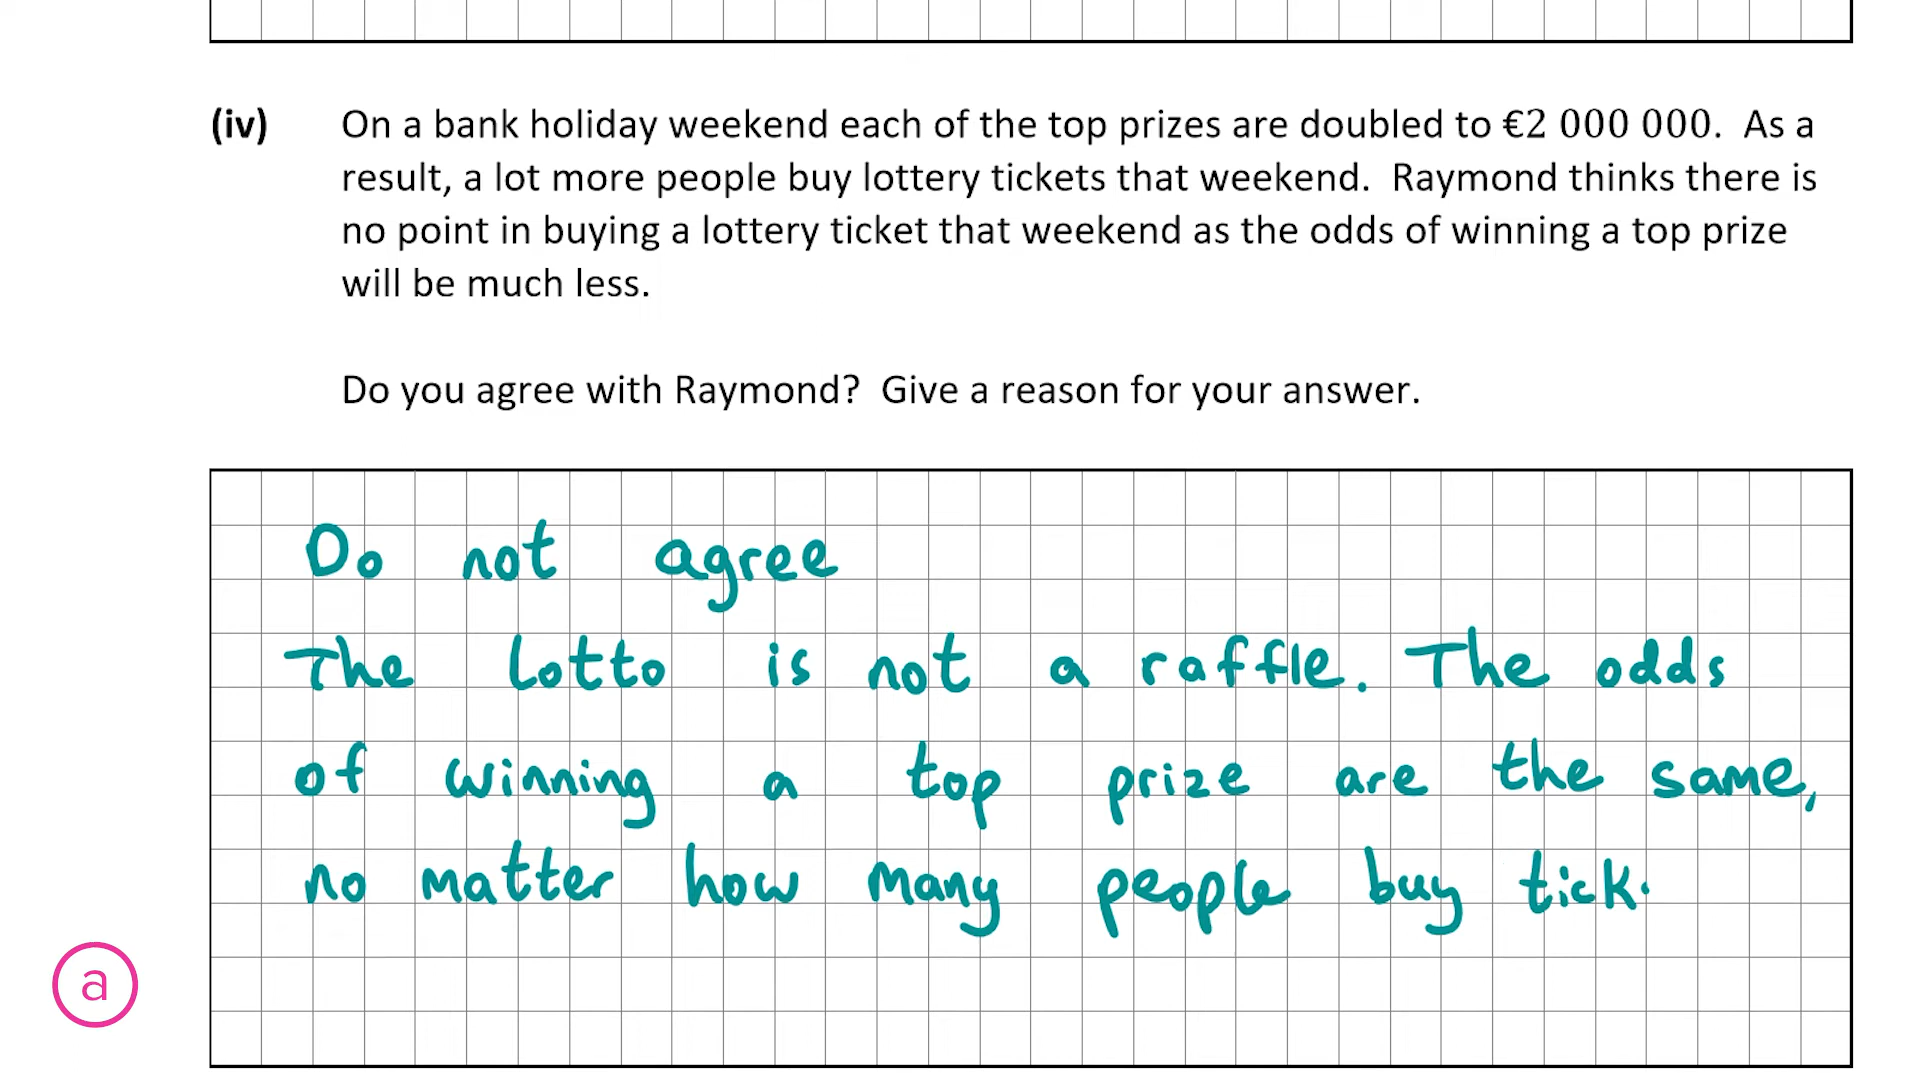 (iv) On a bank holiday weekend each of the top prizes are doubled to €2 000 000. As a
result, a lot more people buy lottery tickets that weekend. Raymond thinks there is
no point in buying a lottery ticket that weekend as the odds of winning a top prize
will be much less.
Do you agree with Raymond? Give a reason for your answer.
Do not agree
The Lotto is not a raffle. The odds
of winning a top prize are the same,
no matter how many people buy tick.
a